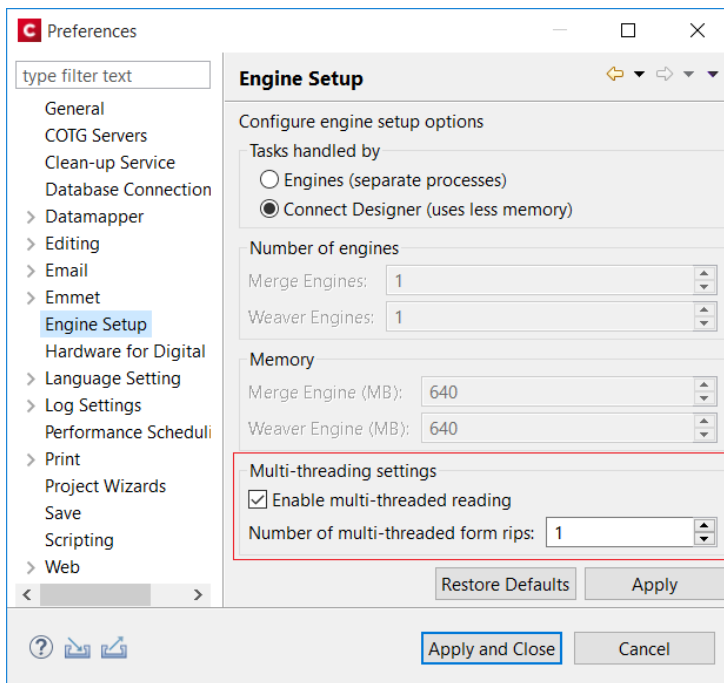 C Preferences
type filter text
General
COTG Servers
Clean-up Service
Database Connection
Datamapper
Editing
Email
Emmet
Engine Setup
Hardware for Digital
Language Setting
Log Settings
Performance Scheduli
Print
Project Wizards
Save
Scripting
Web
Engine Setup
Configure engine setup options
Tasks handled by
Engines (separate processes)
Connect Designer (uses less memory)
Number of engines
Merge Engines: 1
Weaver Engines: 1
Memory
Merge Engine (MB): 640
Weaver Engine (MB): 640
Multi-threading settings
Enable multi-threaded reading
Number of multi-threaded form rips: 1
Restore Defaults Apply
? Apply and Close Cancel